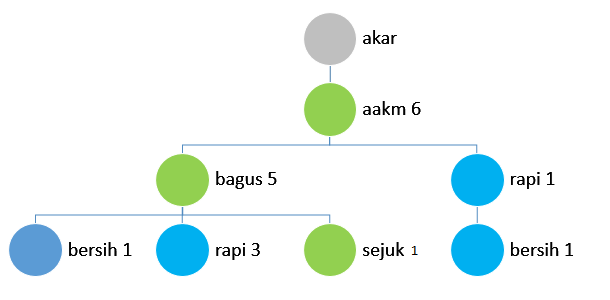 akar
aakm 6
bagus 5
rapi 1
bersih 1
rapi 3
sejuk 1
bersih 1